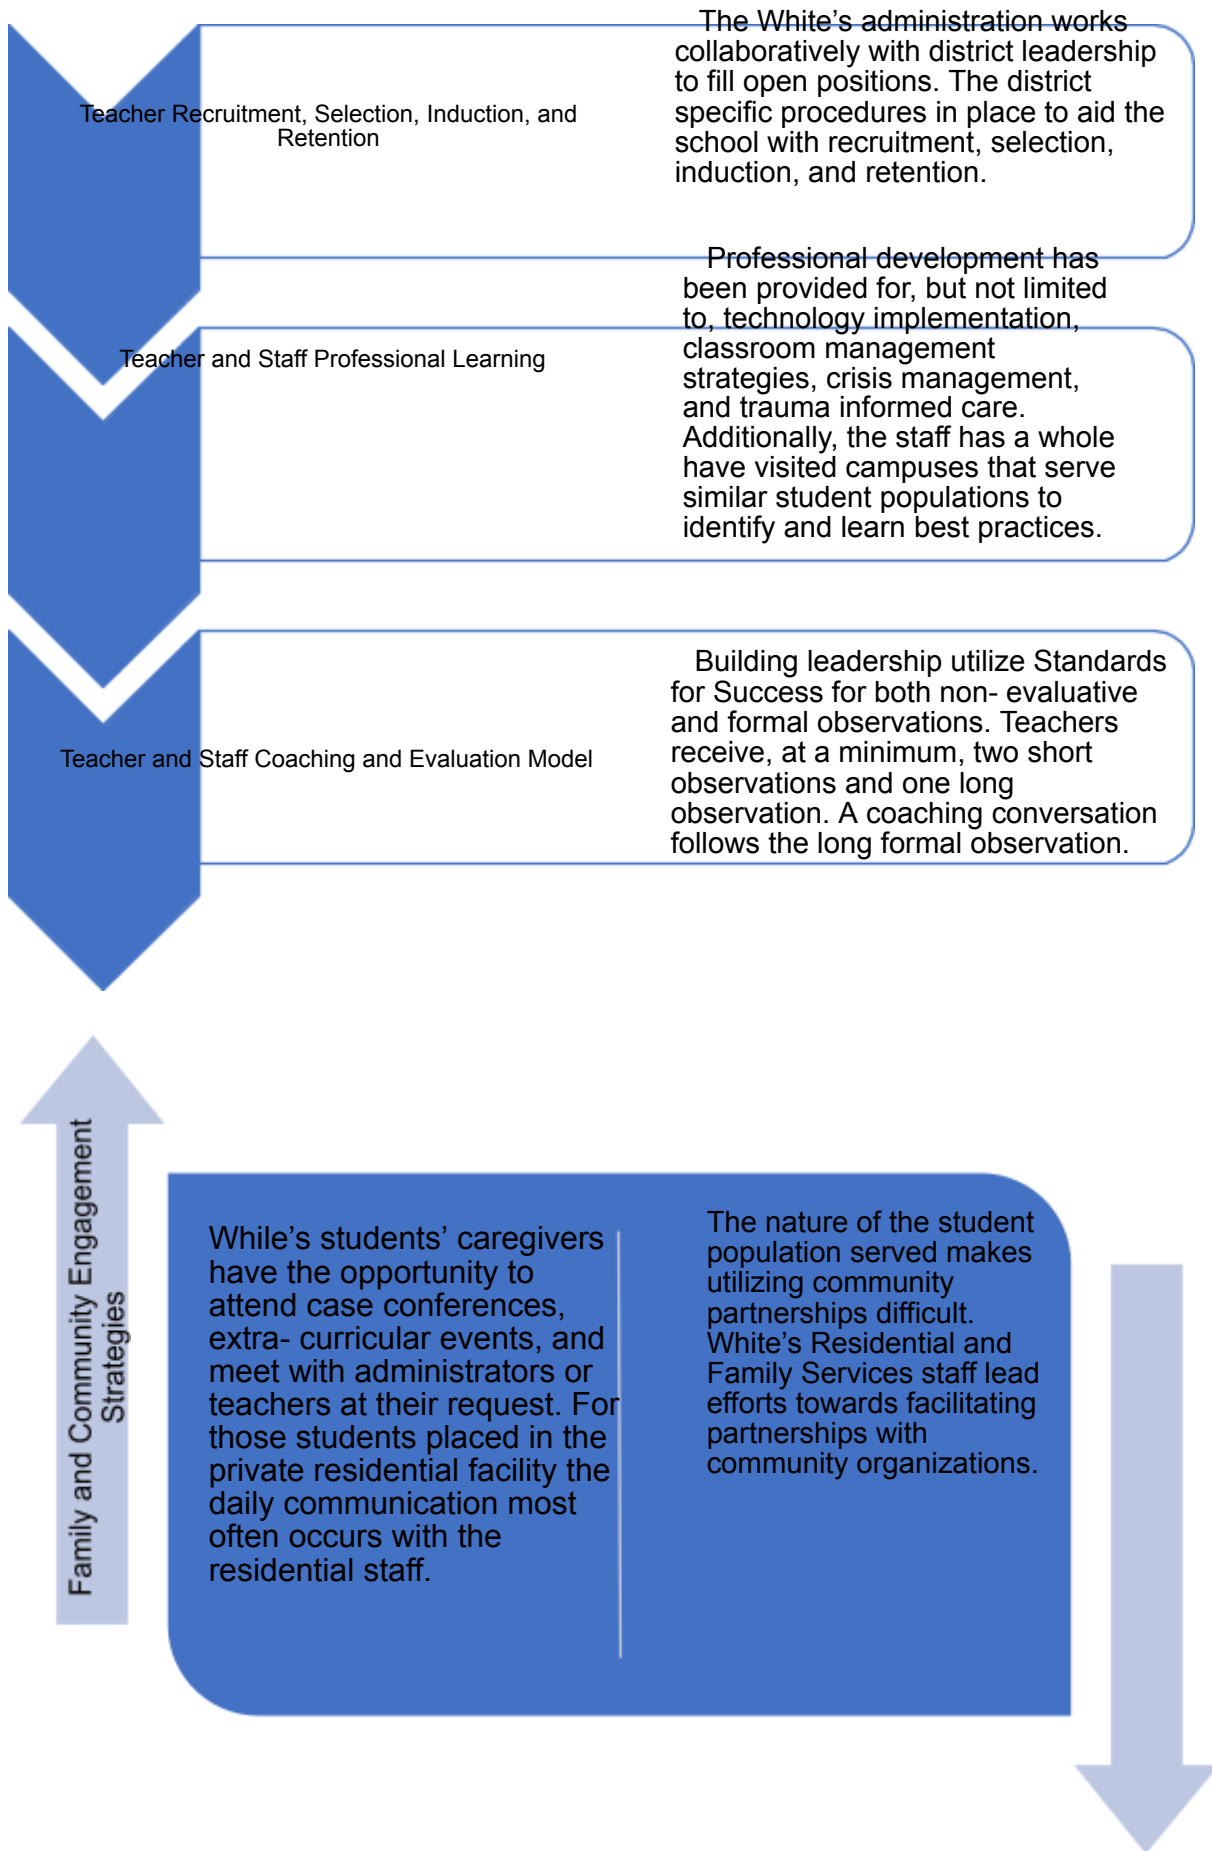 Teacher Recruitment, Selection, Induction, and
Retention
The White’s administration works
collaboratively with district leadership
to fill open positions. The district
specific procedures in place to aid the
school with recruitment, selection,
induction, and retention.
Teacher and Staff Professional Learning
Professional development has
been provided for, but not limited
to, technology implementation,
classroom management
strategies, crisis management,
and trauma informed care.
Additionally, the staff has a whole
have visited campuses that serve
similar student populations to
identify and learn best practices.
Teacher and Staff Coaching and Evaluation Model
Building leadership utilize Standards
for Success for both non- evaluative
and formal observations. Teachers
receive, at a minimum, two short
observations and one long
observation. A coaching conversation
follows the long formal observation.
Family and Community Engagement
Strategies
While’s students’ caregivers
have the opportunity to
attend case conferences,
extra- curricular events, and
meet with administrators or
teachers at their request. For
those students placed in the
private residential facility the
daily communication most
often occurs with the
residential staff.
The nature of the student
population served makes
utilizing community
partnerships difficult.
White’s Residential and
Family Services staff lead
efforts towards facilitating
partnerships with
community organizations.